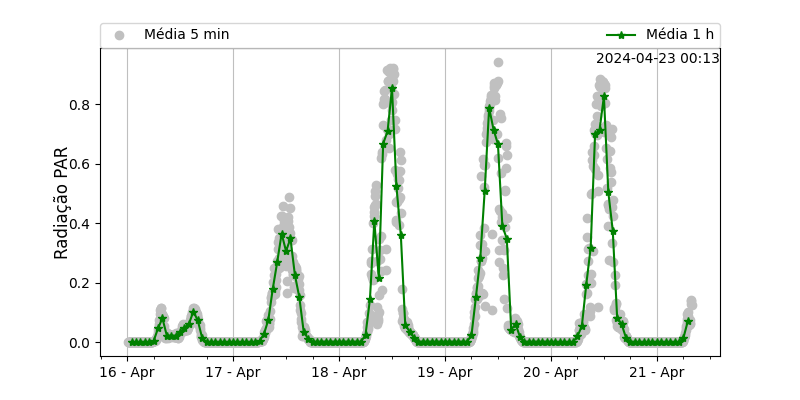 Média 5 min
Média 1 h
2024-04-23 00:13
Radiação PAR
0.8
0.6
0.4
0.2
0.0
16 - Apr
17 - Apr
18 - Apr
19 - Apr
20 - Apr
21 - Apr